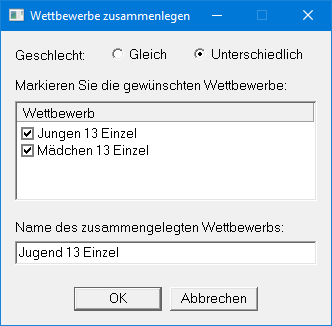 Wettbewerbe zusammenlegen
Geschlecht: Gleich Unterschiedlich
Markieren Sie die gewünschten Wettbewerbe:
Wettbewerb
Jungen 13 Einzel
Mädchen 13 Einzel
Name des zusammengelegten Wettbewerbs:
Jugend 13 Einzel
OK Abbrechen